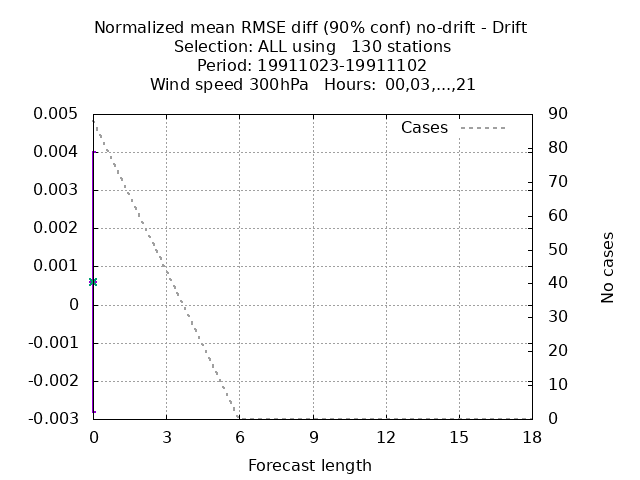 Normalized mean RMSE diff (90% conf) no-drift - Drift
Selection: ALL using   130 stations
Period: 19911023-19911102
Wind speed 300hPa   Hours:  00,03,...,21
Cases
0.005
0.004
0.003
0.002
0.001
0
-0.001
-0.002
-0.003
90
80
70
60
50
40
30
20
10
0
No cases
0 3 6 9 12 15 18
Forecast length